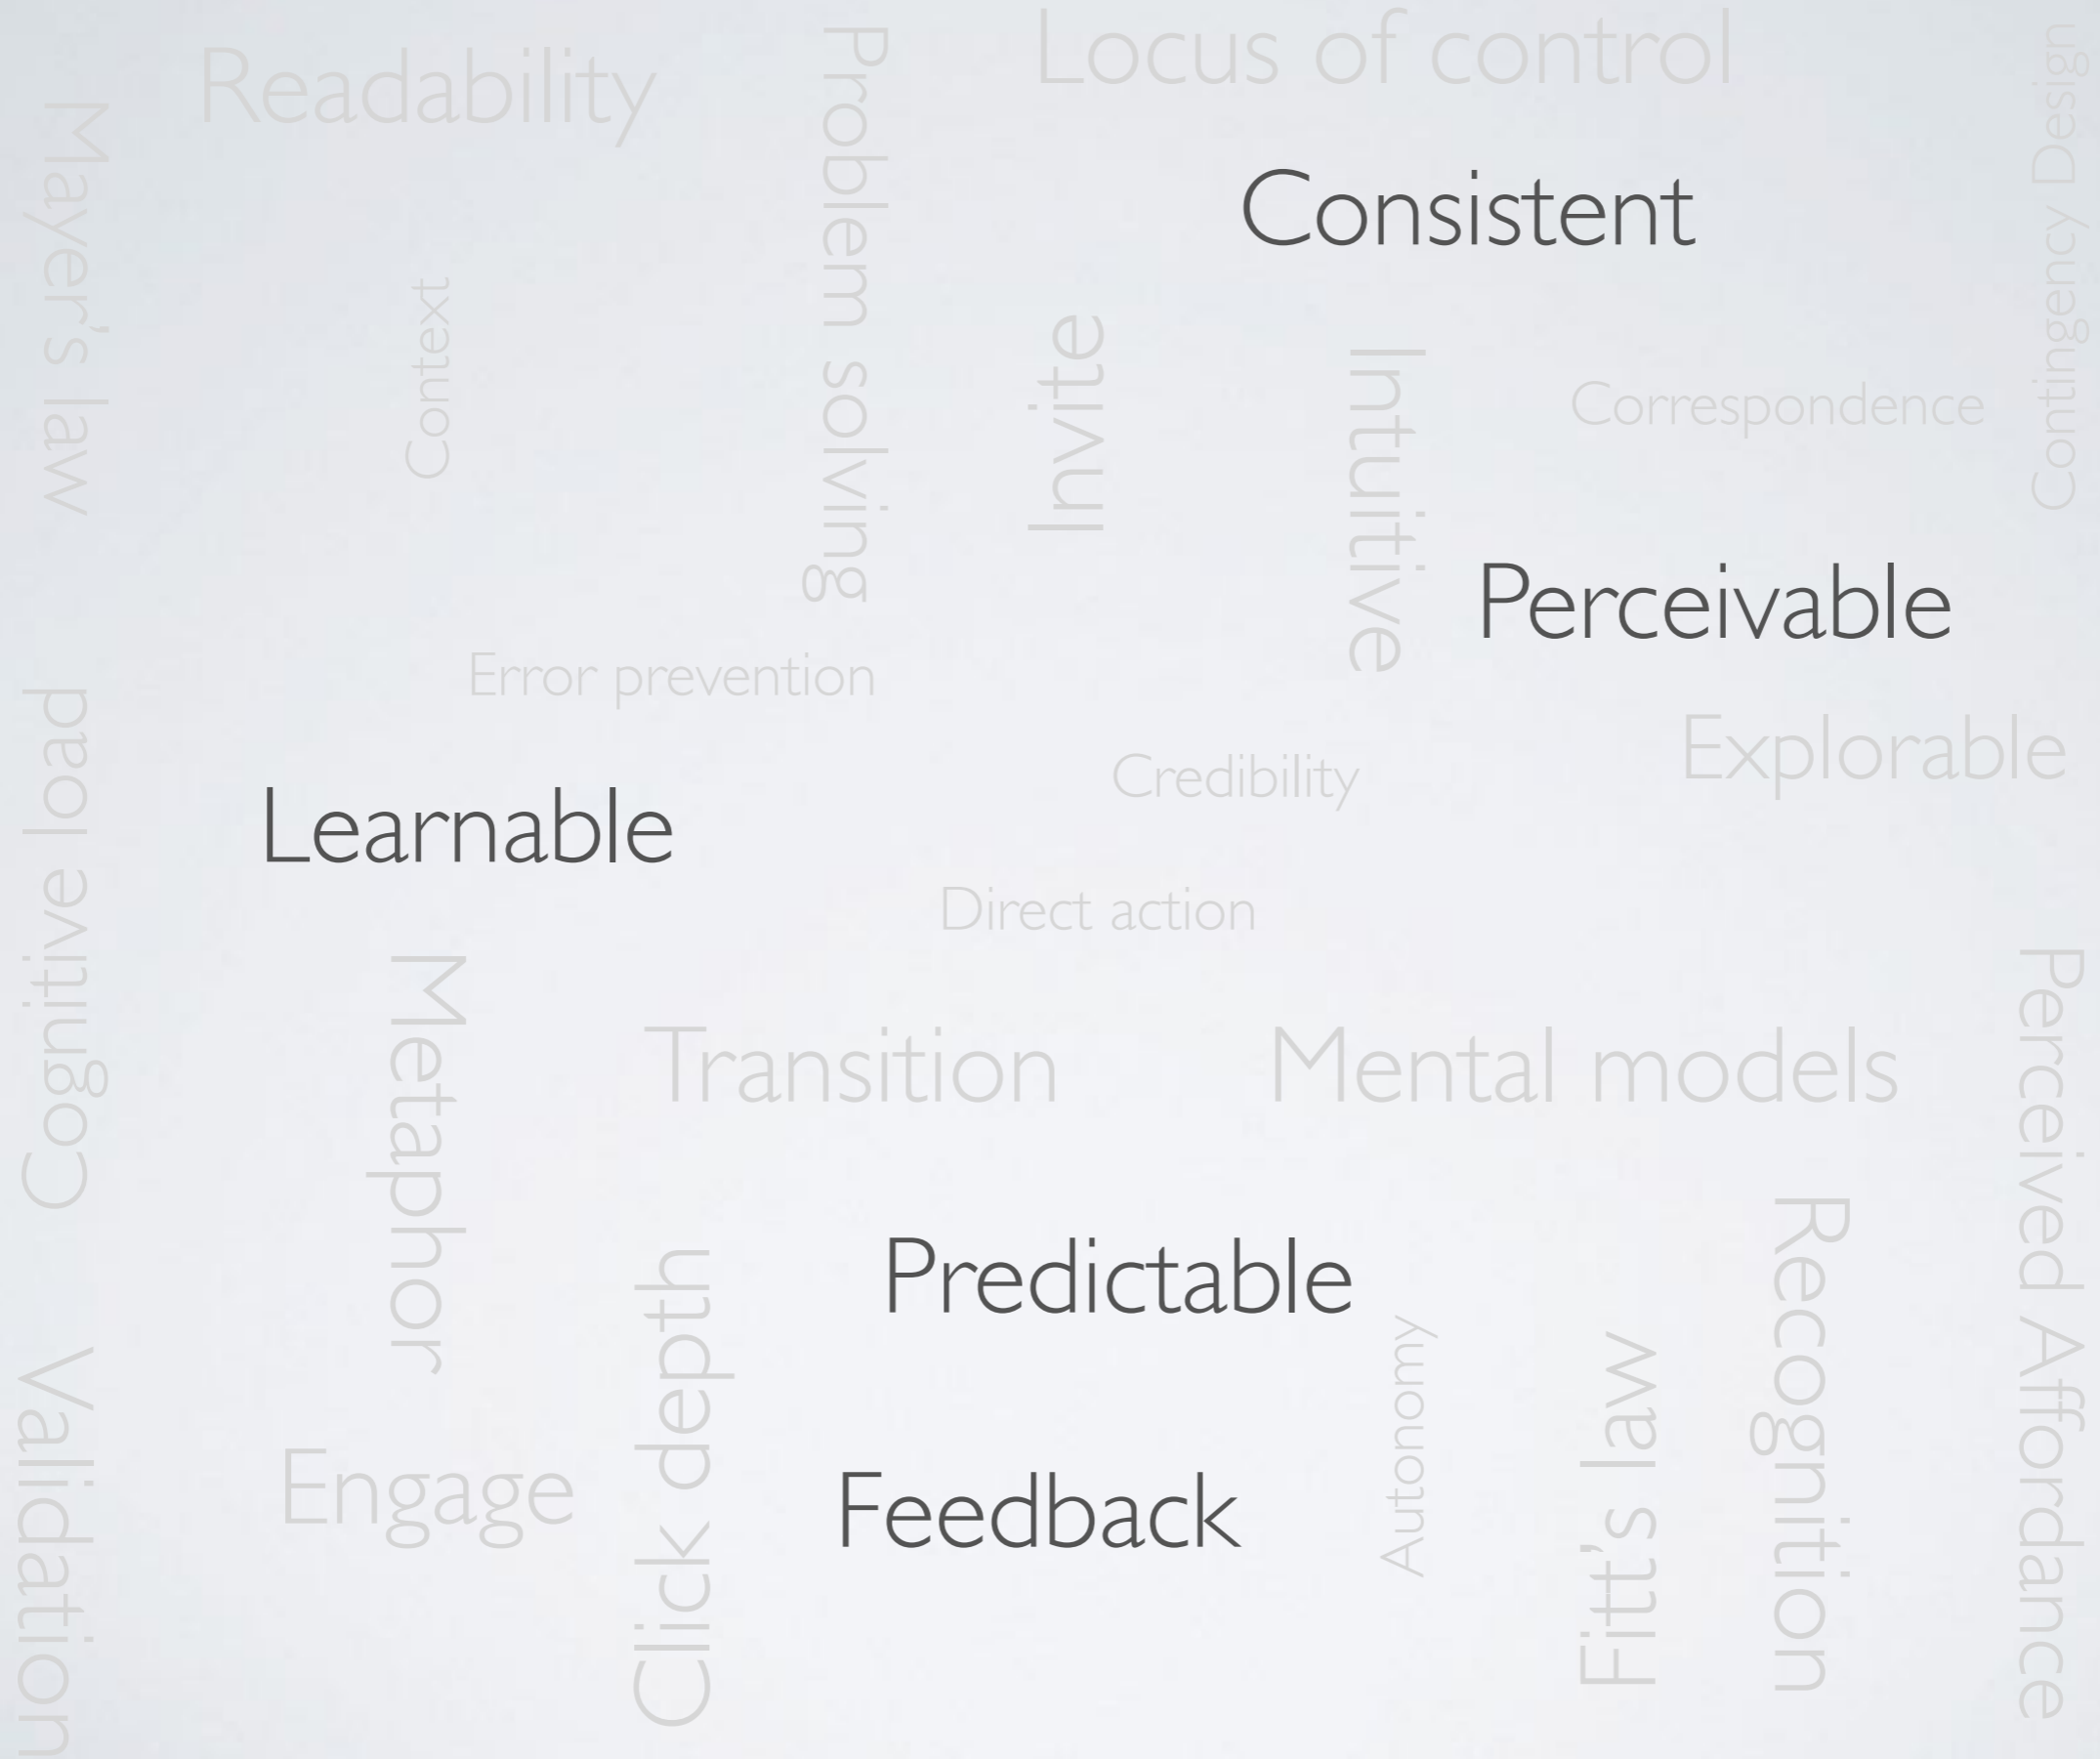 Locus of control
Readability
Problem solving
Mayer's law
Contingency Design
Consistent
Context
Invite
Intuitive
Correspondence
Perceivable
Error prevention
Cognitive load
Explorable
Credibility
Learnable
Direct action
Metaphor
Perceived Affordance
Transition
Mental models
Recognition
Predictable
Click depth
Autonomy
Fitt's law
Validation
Engage
Feedback